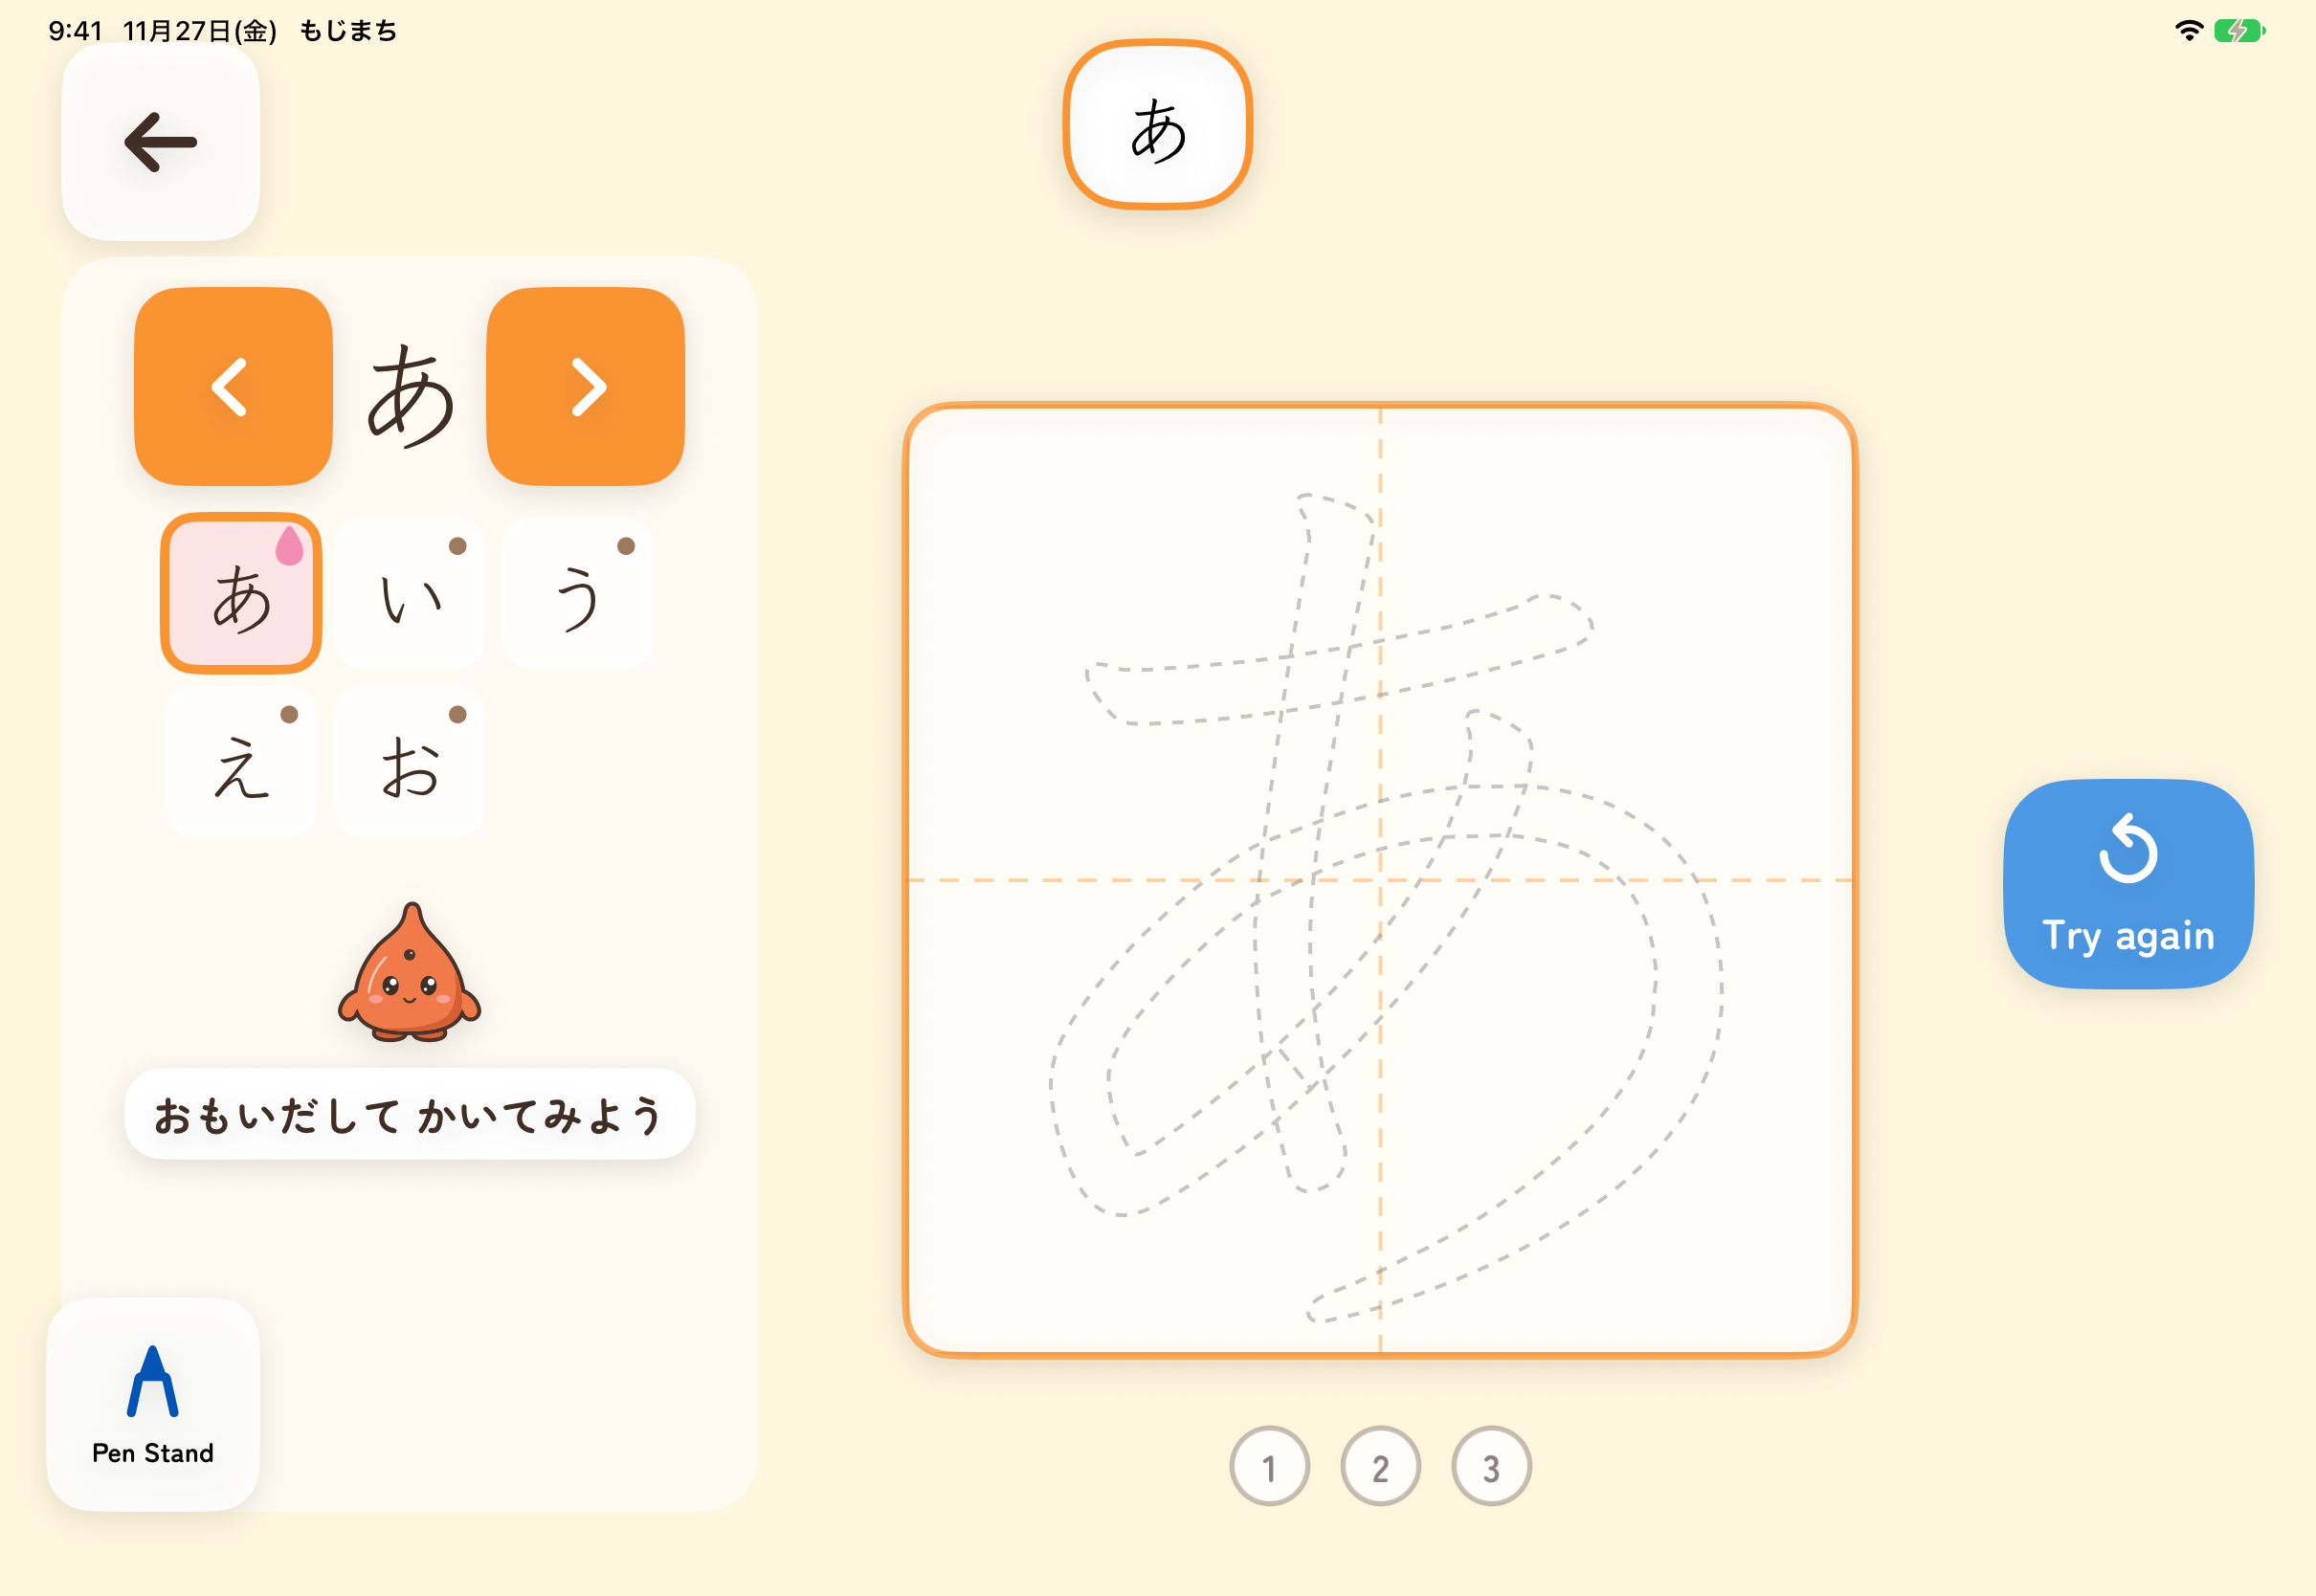 9:41 11月27日(金) もじまち
あ
あ
あ い う
え お
おもいだして かいてみよう
Pen Stand
あ
Try again
1 2 3